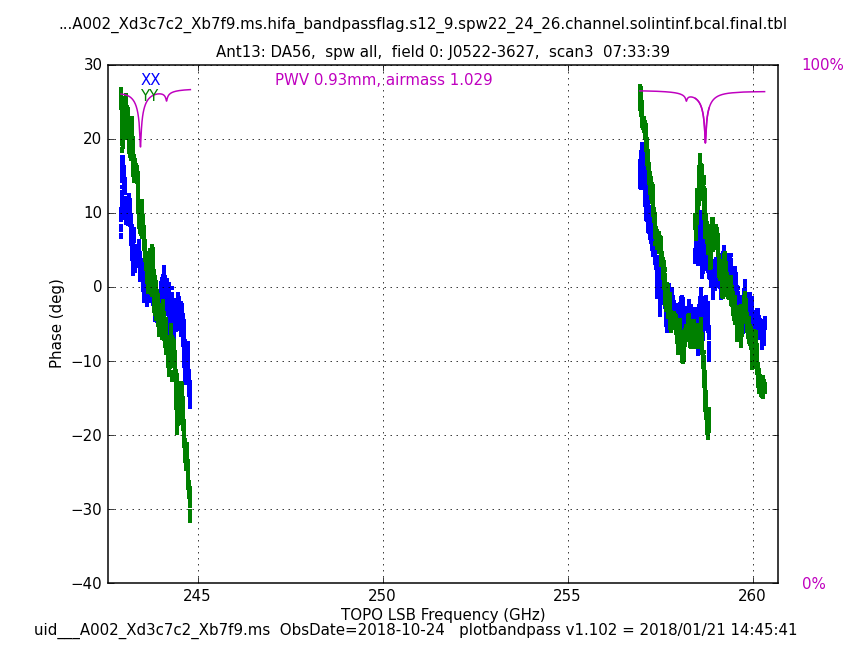 ...A002_Xd3c7c2_Xb7f9.ms.hifa_bandpassflag.s12_9.spw22_24_26.channel.solintinf.bcal.final.tbl
Ant13: DA56,  spw all,  field 0: J0522-3627,  scan3  07:33:39
30
100%
XX
PWV 0.93mm, airmass 1.029
YY
20
10
0
Phase (deg)
−10
−20
−30
−40
0%
245
250
255
260
TOPO LSB Frequency (GHz)
uid___A002_Xd3c7c2_Xb7f9.ms  ObsDate=2018-10-24   plotbandpass v1.102 = 2018/01/21 14:45:41